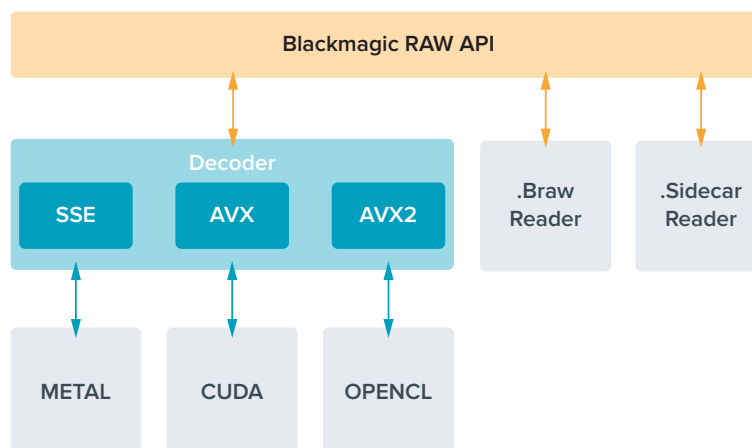 Blackmagic RAW API
Decoder
SSE
AVX
AVX2
.Braw
Reader
.Sidecar
Reader
METAL
CUDA
OPENCL